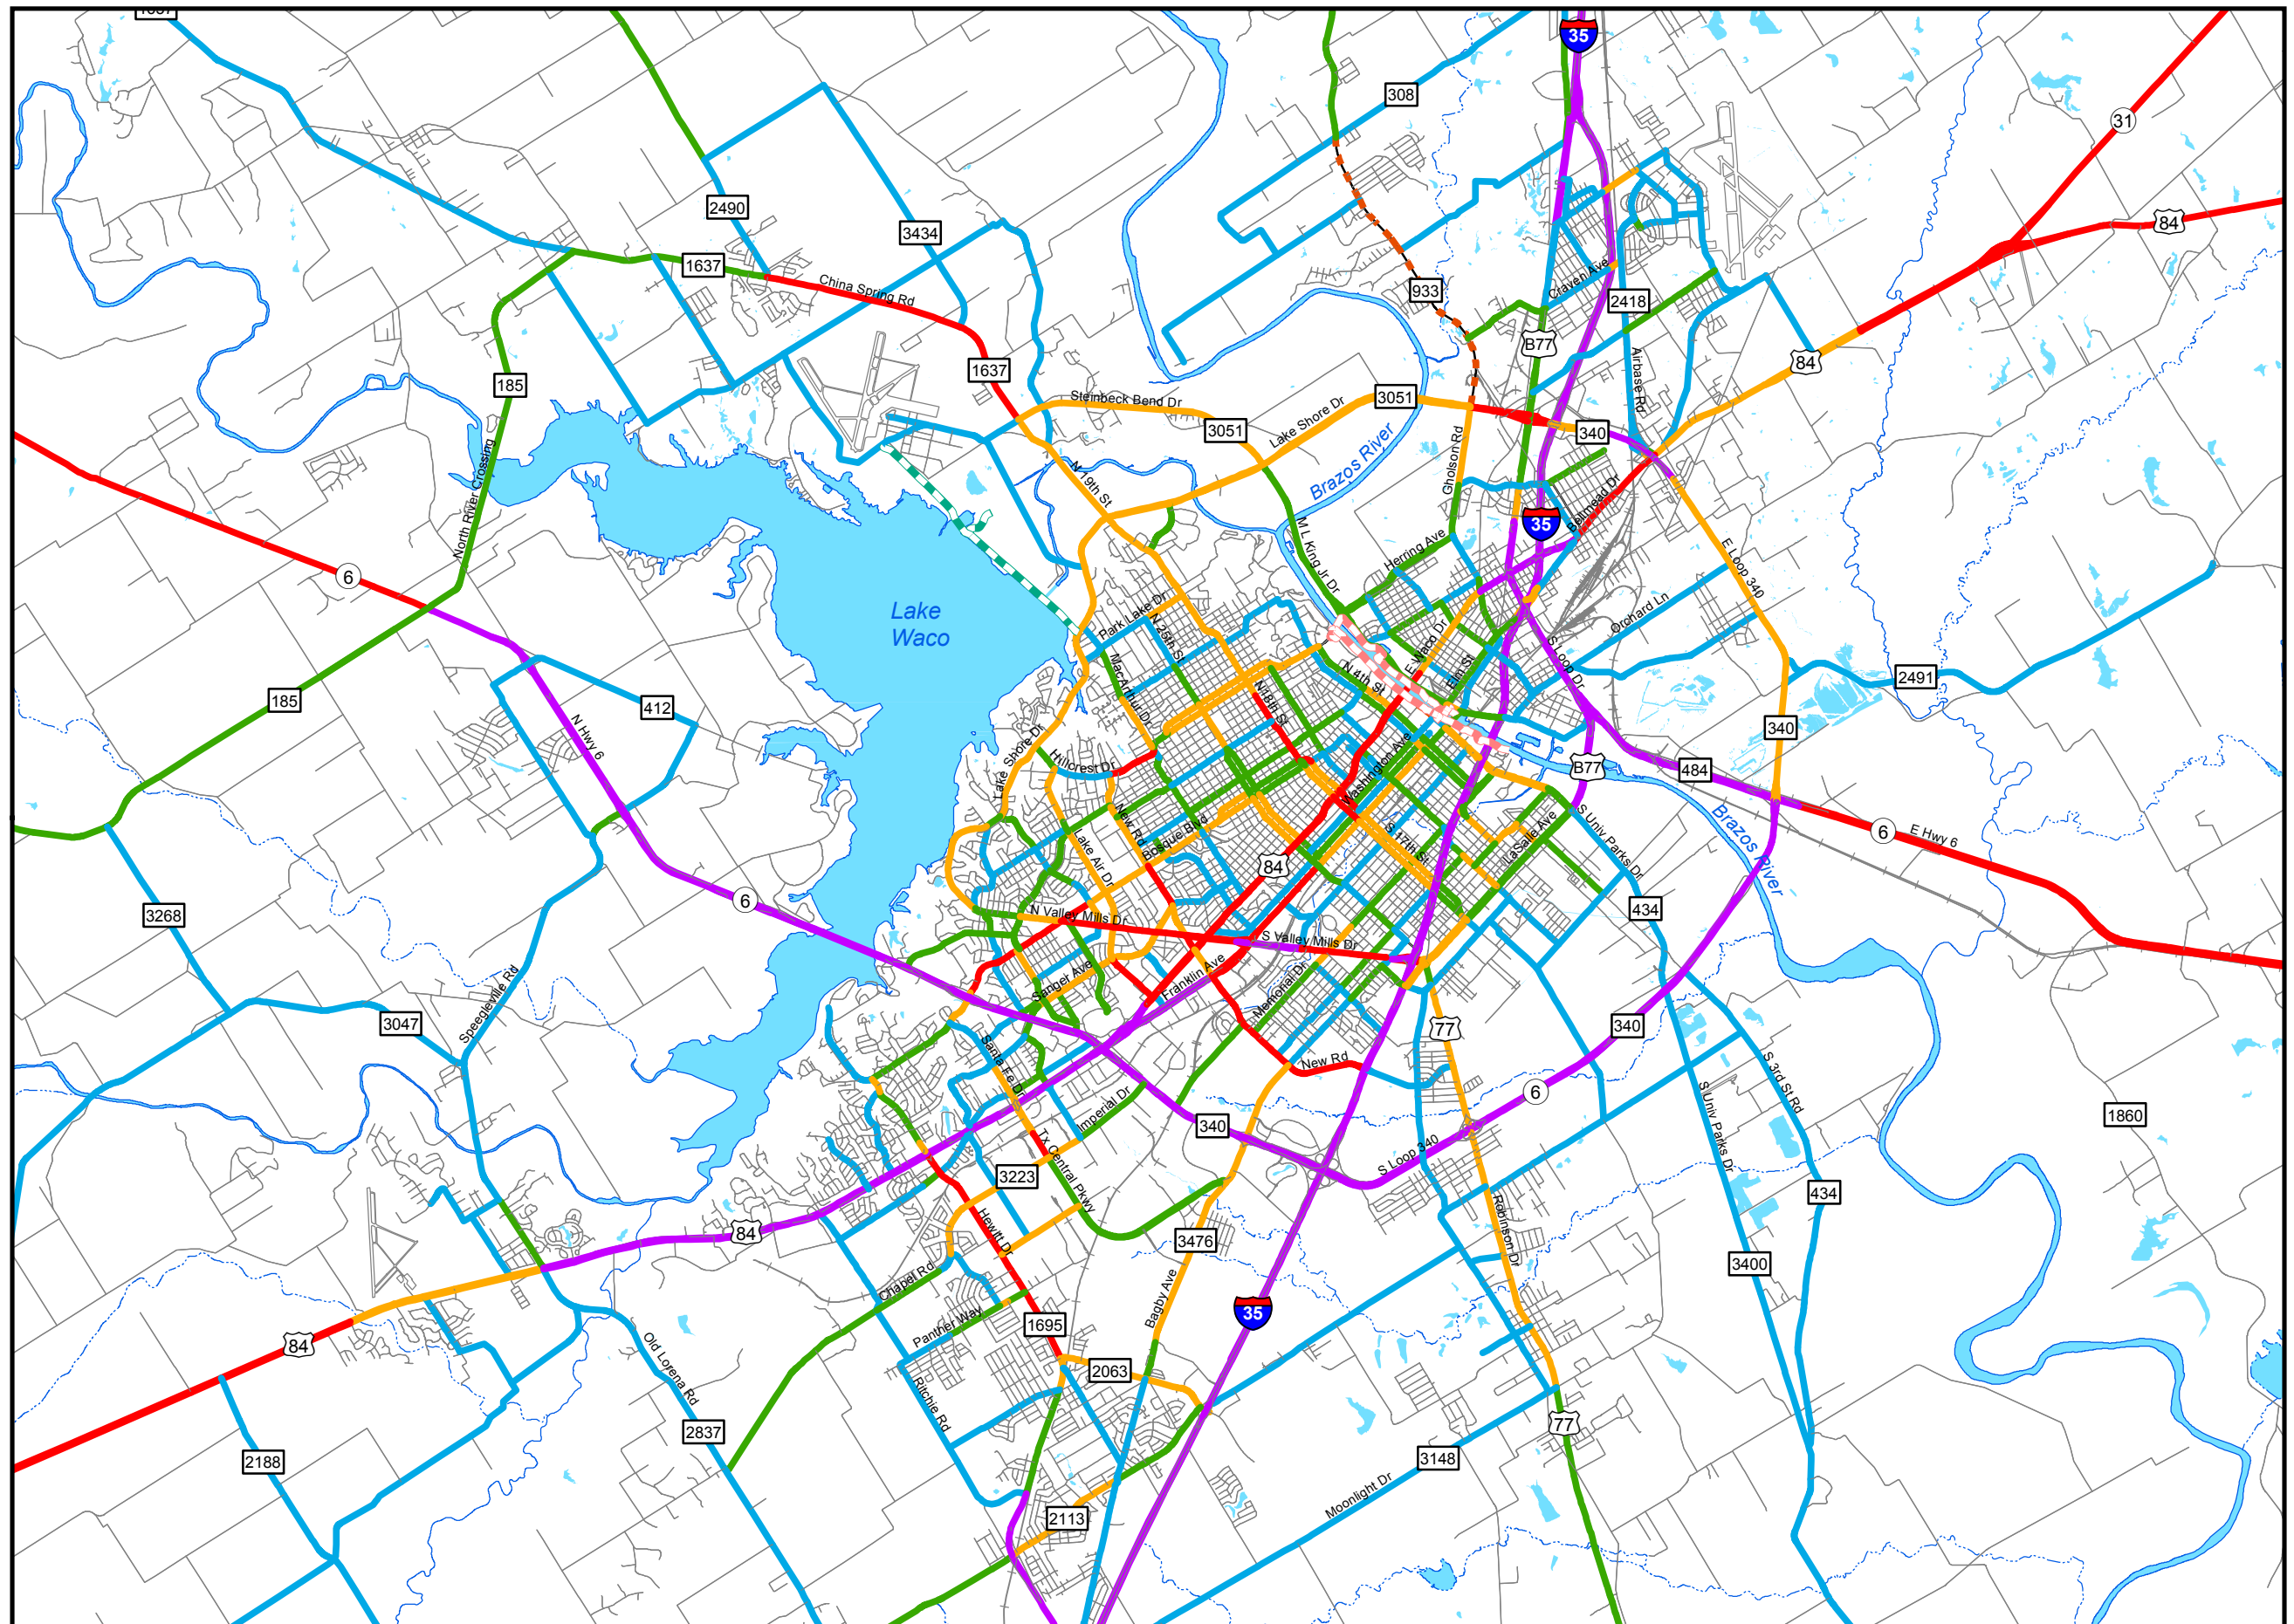 35
308
31
2490
3434
84
1637
China Spring Rd
933
Craven Ave
2418
B77
1637
185
Airbase Rd
84
Steinbeck Bend Dr
3051
Lake Shore Dr
3051
340
Brazos River
Gholson Rd
N 19th St
North River Crossing
Bellmead Dr
35
M L King Jr Dr
Herring Ave
E Loop 340
6
Lake
Waco
Park Lake Dr
N 25th St
Orchard Ln
E Waco Dr
S Loop Dr
Elm St
N 4th St
MacArthur Dr
N 18th St
2491
185
412
N Hwy 6
340
Lake Shore Dr
Hillcrest Dr
Washington Ave
B77
484
New Rd
Bosque Blvd
S 17th St
LaSalle Ave
S Univ Parks Dr
Brazos River
6
E Hwy 6
Lake Air Dr
84
6
3268
N Valley Mills Dr
S Valley Mills Dr
434
Sanger Ave
Franklin Ave
Memorial Dr
Speegleville Rd
3047
77
340
Santa Fe Dr
New Rd
S 3rd St Rd
6
S Univ Parks Dr
Imperial Dr
340
1860
Tx Central Pkwy
S Loop 340
3223
434
Hewitt Dr
84
3476
Robinson Dr
3400
Chapel Rd
Bagby Ave
35
Panther Way
1695
84
Old Lorena Rd
2063
Ritchie Rd
77
2837
2188
3148
Moonlight Dr
2113